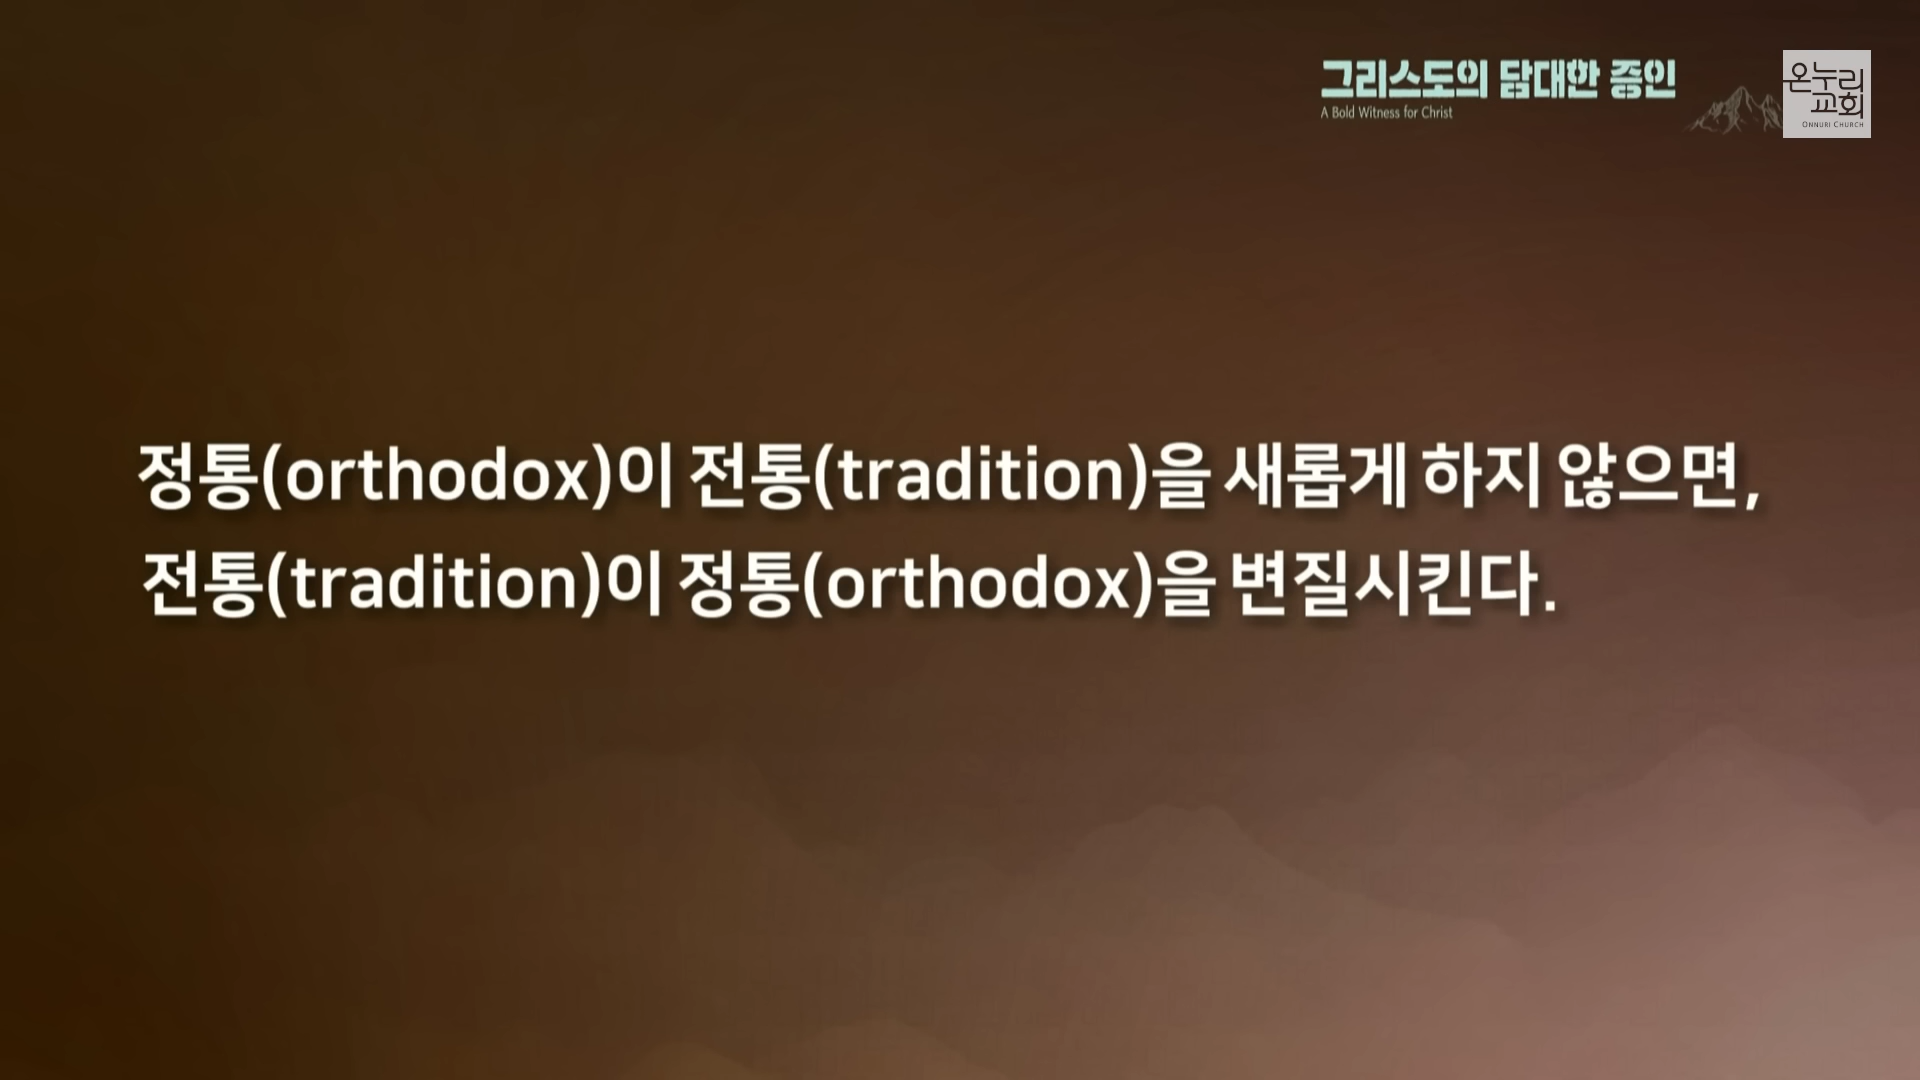 그리스도의 담대한 증인
A Bold Witness for Christ
온누리
교회
ONNURI CHURCH
정통(orthodox)이 전통(tradition)을 새롭게 하지 않으면,
전통(tradition)이 정통(orthodox)을 변질시킨다.